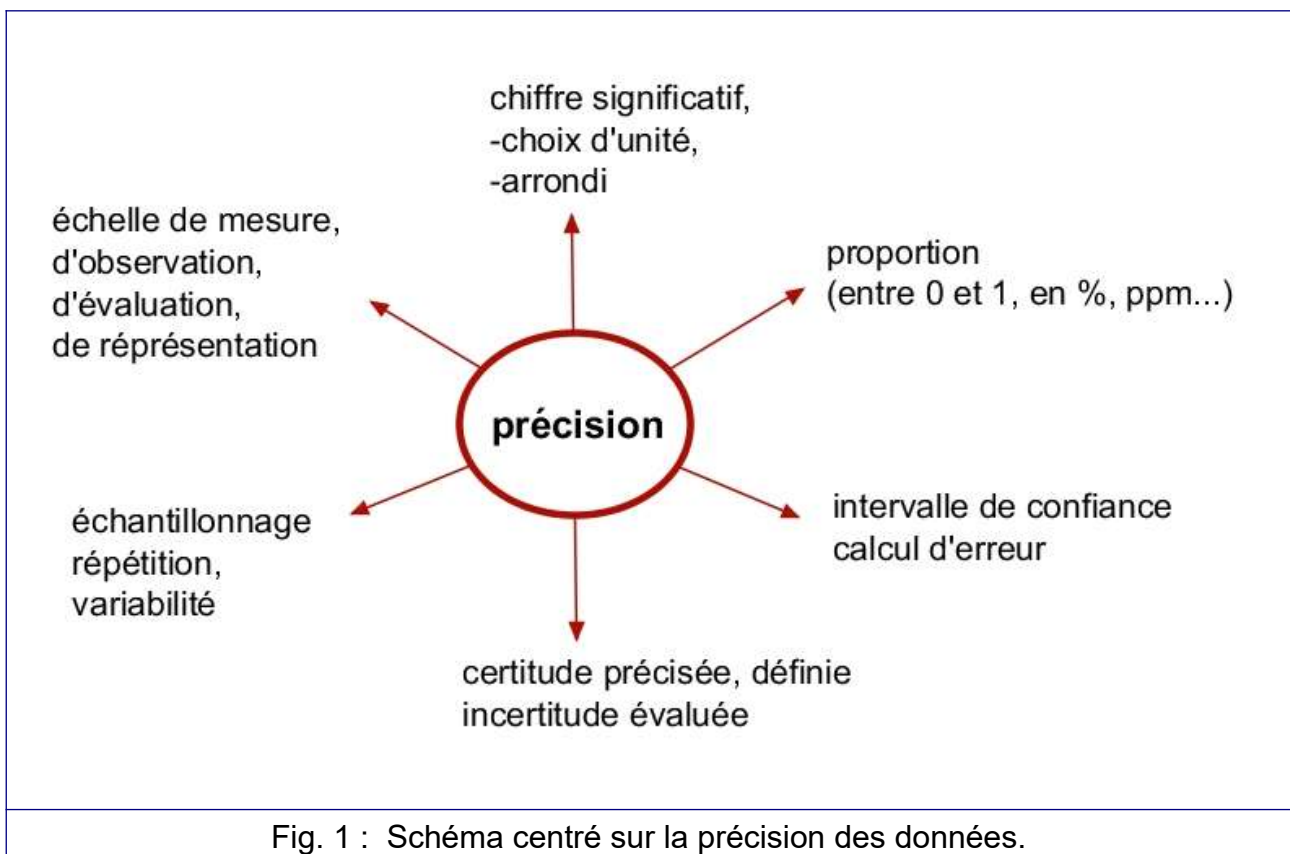 chiffre significatif,
-choix d'unité,
-arrondi
échelle de mesure,
d'observation,
d'évaluation,
de réprésentation
proportion
(entre 0 et 1, en %, ppm...)
précision
échantillonnage
répétition,
variabilité
intervalle de confiance
calcul d'erreur
certitude précisée, définie
incertitude évaluée
Fig. 1 : Schéma centré sur la précision des données.